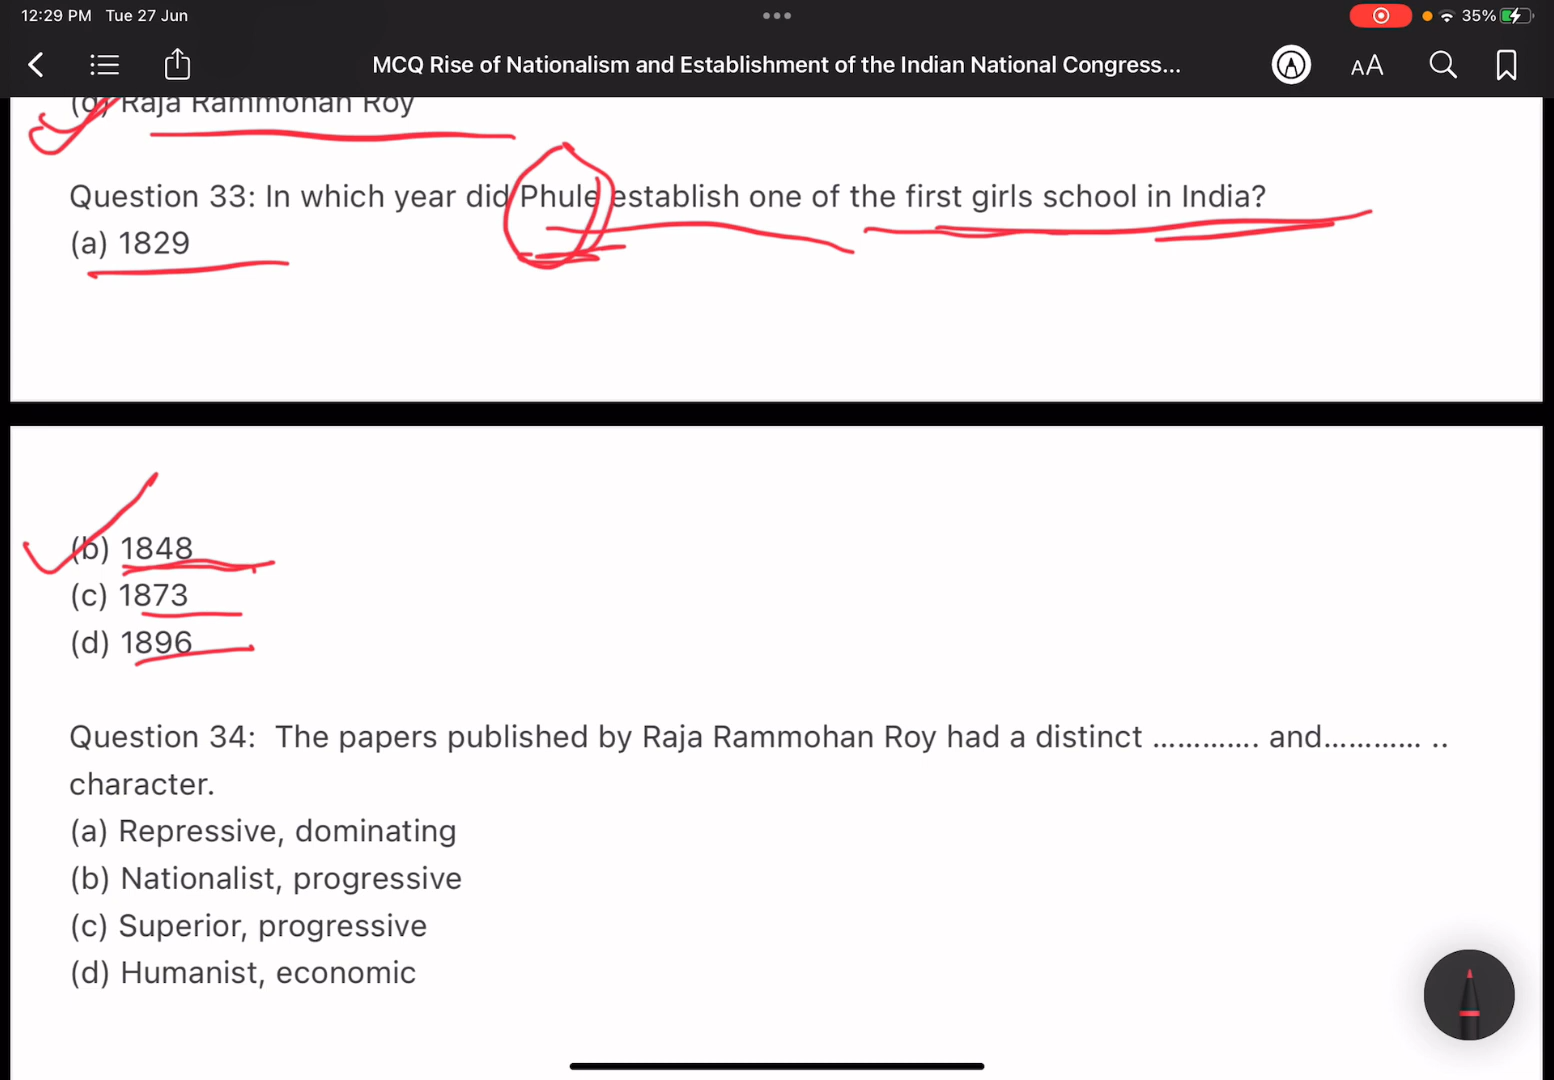 12:29 PM Tue 27 Jun
35%
MCQ Rise of Nationalism and Establishment of the Indian National Congress...
AA
(d) Raja Rammohan Roy
Question 33: In which year did Phule establish one of the first girls school in India?
(a) 1829
(b) 1848
(c) 1873
(d) 1896
Question 34: The papers published by Raja Rammohan Roy had a distinct ............. and............ ..
character.
(a) Repressive, dominating
(b) Nationalist, progressive
(c) Superior, progressive
(d) Humanist, economic